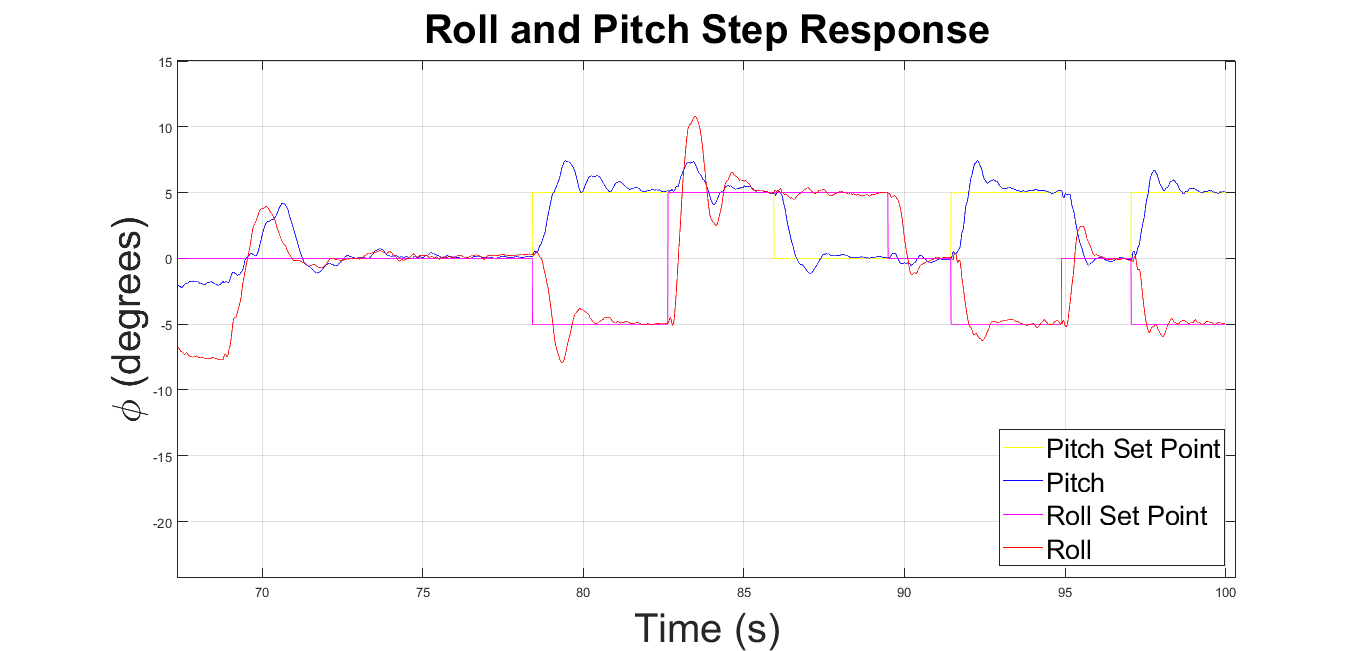 Roll and Pitch Step Response
15
10
5
0
-5
-10
-15
-20
ϕ (degrees)
70 75 80 85 90 95 100
Time (s)
Pitch Set Point
Pitch
Roll Set Point
Roll